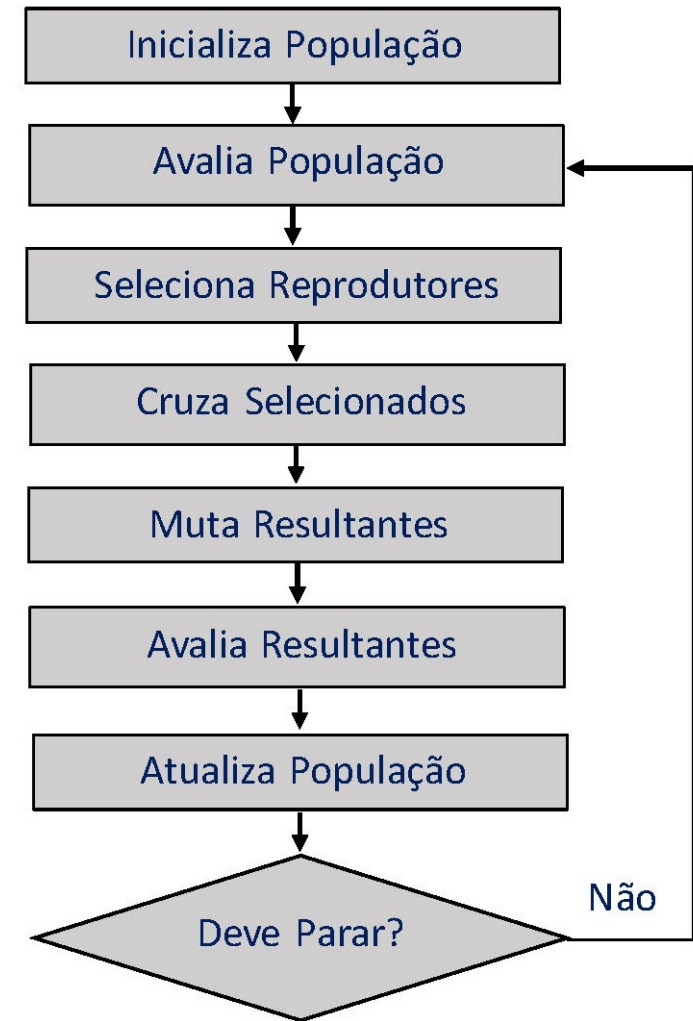 Inicializa População
Avalia População
Seleciona Reprodutores
Cruza Selecionados
Muta Resultantes
Avalia Resultantes
Atualiza População
Não
Deve Parar?